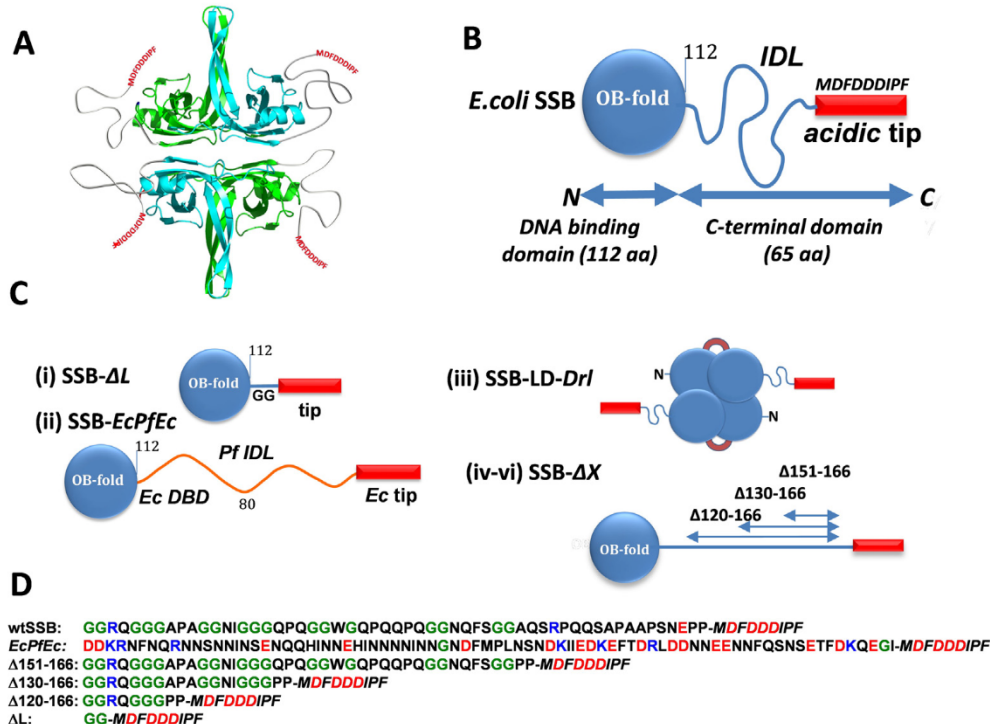 A
MDFDDDIPF
MDFDDDIPF
MDFDDDIPF
MDFDDDIPF
B
E.coli SSB
OB-fold
112
IDL
MDFDDDIPF
acidic tip
N
C
DNA binding
domain (112 aa)
C-terminal domain
(65 aa)
C
(i) SSB-ΔL
OB-fold
112
GG
tip
(ii) SSB-EcPfEc
112
OB-fold
Ec DBD
Pf IDL
80
Ec tip
(iii) SSB-LD-Drl
N
N
(iv-vi) SSB-ΔX
Δ151-166
Δ130-166
Δ120-166
OB-fold
D
wtSSB: GGRQGGGAPAGGNIGGGQPQGGWGQPQQPQGGNQFSGGAQSRPQQSAPAAPSNEPP-MDFDDDIPF
EcPfEc: DDKRNFNQRNNSNNINSENQQHINNEHINNNNINNGNDFMPLNSNDKIIEDKEFTDRLDDNNEENNFQSNSETFDKQEGI-MDFDDDIPF
Δ151-166: GGRQGGGAPAGGNIGGGQPQGGWGQPQQPQGGNQFSGGPP-MDFDDDIPF
Δ130-166: GGRQGGGAPAGGNIGGGPP-MDFDDDIPF
Δ120-166: GGRQGGGPP-MDFDDDIPF
ΔL: GG-MDFDDDIPF